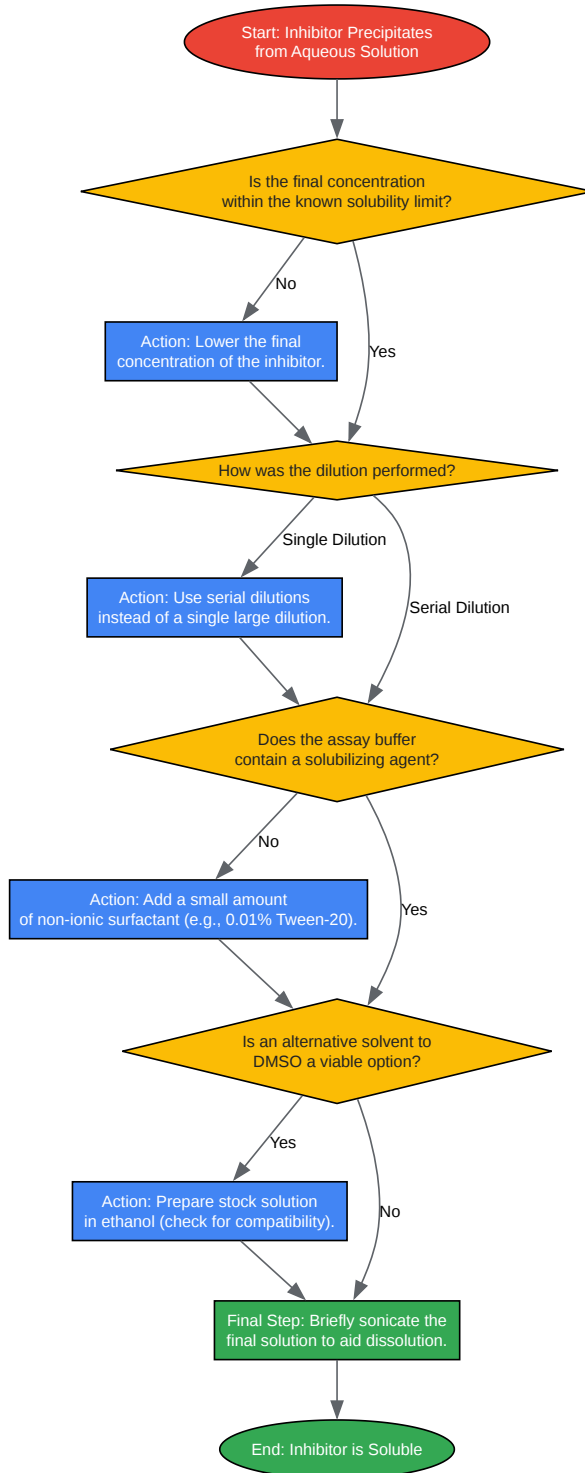 Start: Inhibitor Precipitates
from Aqueous Solution
Is the final concentration
within the known solubility limit?
No
Yes
Action: Lower the final
concentration of the inhibitor.
How was the dilution performed?
Single Dilution
Serial Dilution
Action: Use serial dilutions
instead of a single large dilution.
Does the assay buffer
contain a solubilizing agent?
No
Yes
Action: Add a small amount
of non-ionic surfactant (e.g., 0.01% Tween-20).
Is an alternative solvent to
DMSO a viable option?
Yes
No
Action: Prepare stock solution
in ethanol (check for compatibility).
Final Step: Briefly sonicate the
final solution to aid dissolution.
End: Inhibitor is Soluble